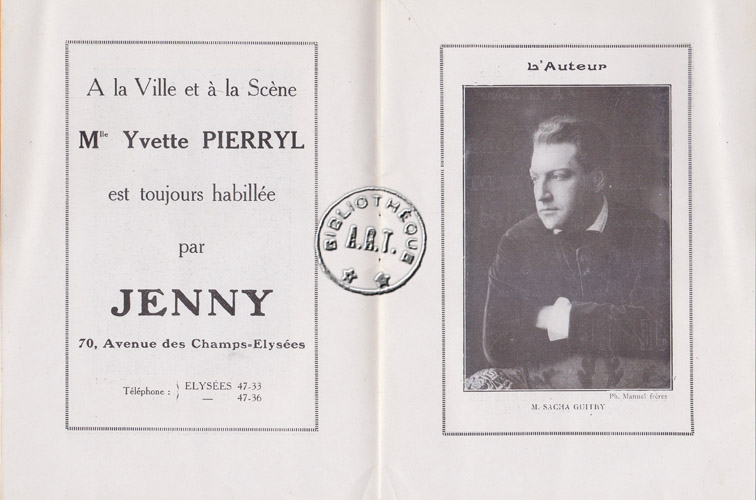 A la Ville et à la Scène
Mlle Yvette PIERRYL
est toujours habillée
par
JENNY
70, Avenue des Champs-Elysées
Téléphone : ELYSÉES 47-33
— 47-36
BIBLIOTHÈQUE
A.R.T.
L'Auteur
Ph. Manuel frères
M. SACHA GUITRY